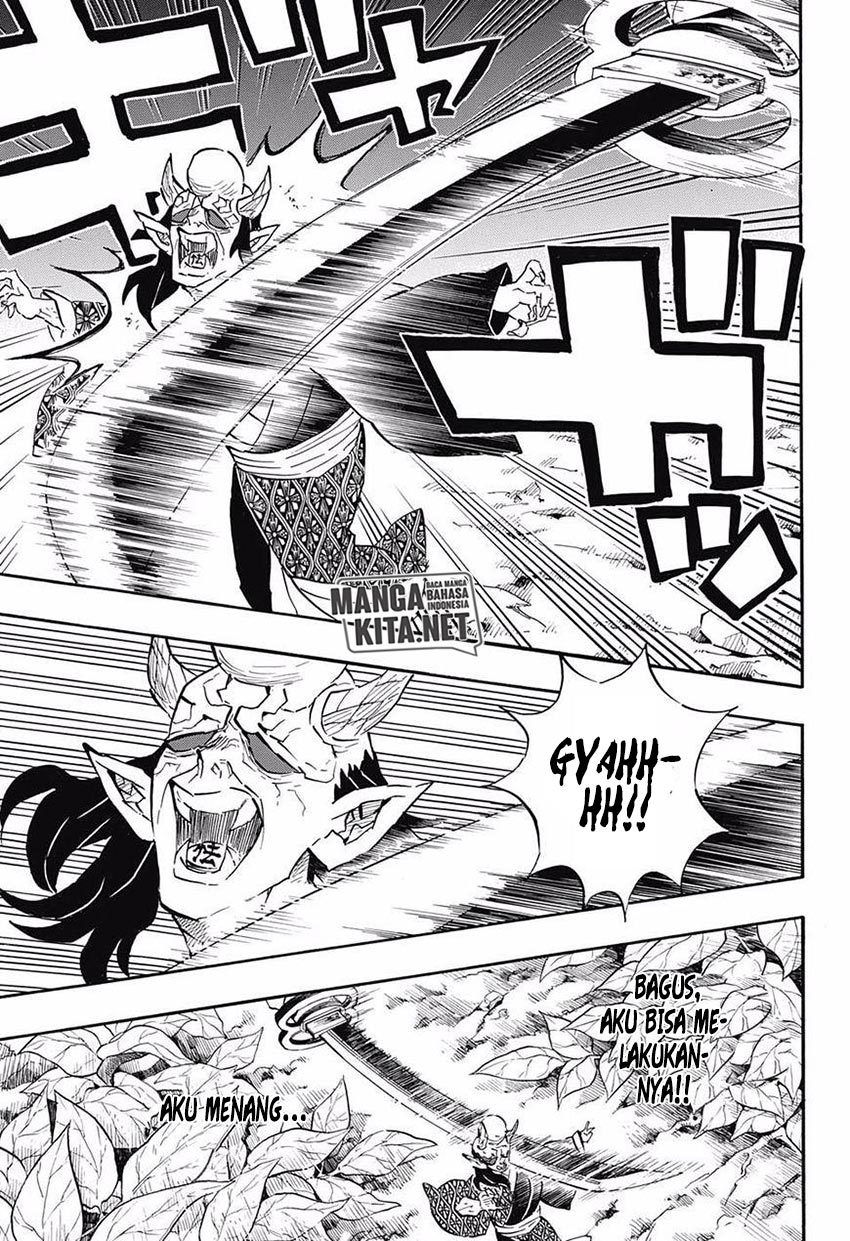 MANGA
KITA.NET
BACA MANGA
BAHASA
INDONESIA
GYAHH-
HH!!
BAGUS,
AKU BISA ME-
LAKUKAN-
NYA!!
AKU MENANG...